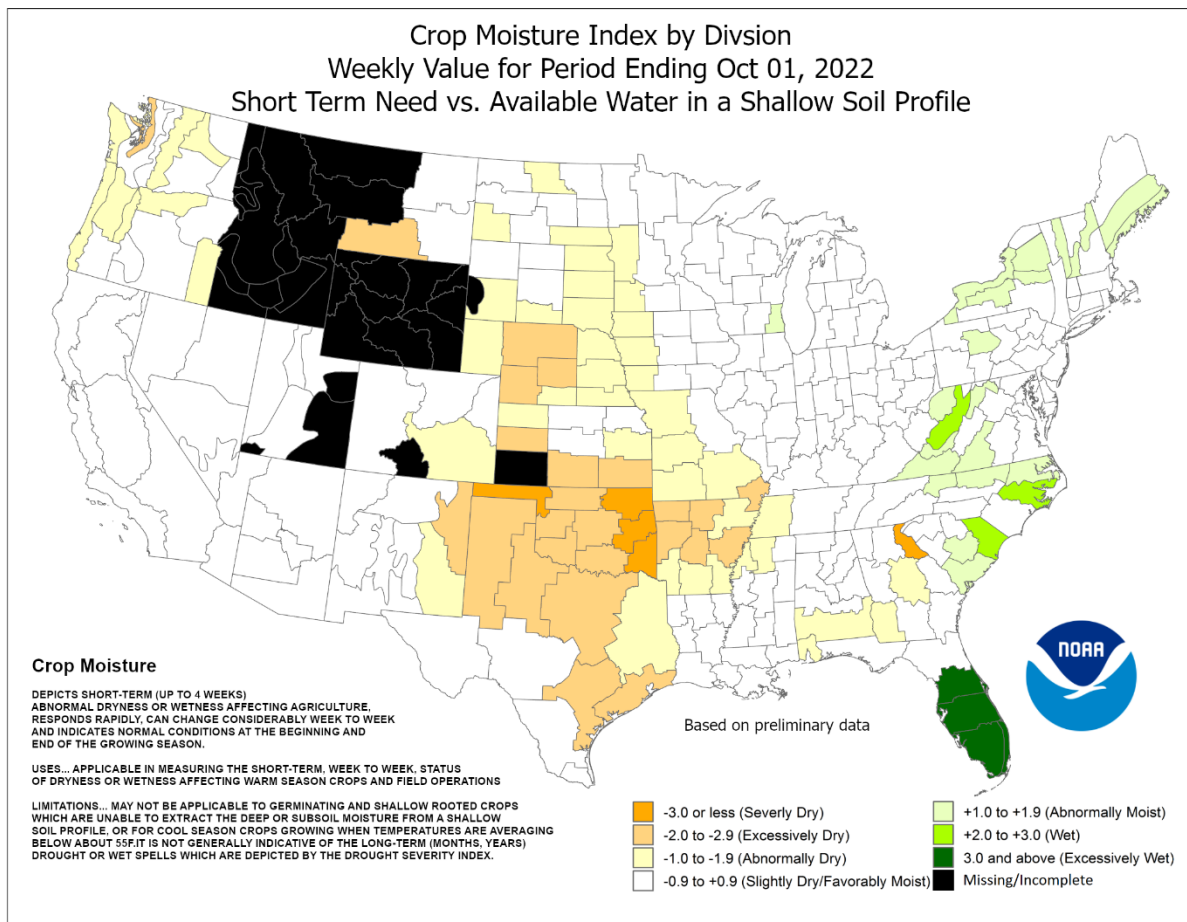 Crop Moisture Index by Divsion
Weekly Value for Period Ending Oct 01, 2022
Short Term Need vs. Available Water in a Shallow Soil Profile
NOAA
Crop Moisture
DEPICTS SHORT-TERM (UP TO 4 WEEKS)
ABNORMAL DRYNESS OR WETNESS AFFECTING AGRICULTURE,
RESPONDS RAPIDLY, CAN CHANGE CONSIDERABLY WEEK TO WEEK
AND INDICATES NORMAL CONDITIONS AT THE BEGINNING AND
END OF THE GROWING SEASON.
USES... APPLICABLE IN MEASURING THE SHORT-TERM, WEEK TO WEEK, STATUS
OF DRYNESS OR WETNESS AFFECTING WARM SEASON CROPS AND FIELD OPERATIONS
LIMITATIONS... MAY NOT BE APPLICABLE TO GERMINATING AND SHALLOW ROOTED CROPS
WHICH ARE UNABLE TO EXTRACT THE DEEP OR SUBSOIL MOISTURE FROM A SHALLOW
SOIL PROFILE, OR FOR COOL SEASON CROPS GROWING WHEN TEMPERATURES ARE AVERAGING
BELOW ABOUT 55F.IT IS NOT GENERALLY INDICATIVE OF THE LONG-TERM (MONTHS, YEARS)
DROUGHT OR WET SPELLS WHICH ARE DEPICTED BY THE DROUGHT SEVERITY INDEX.
Based on preliminary data
-3.0 or less (Severly Dry)
-2.0 to -2.9 (Excessively Dry)
-1.0 to -1.9 (Abnormally Dry)
-0.9 to +0.9 (Slightly Dry/Favorably Moist)
+1.0 to +1.9 (Abnormally Moist)
+2.0 to +3.0 (Wet)
3.0 and above (Excessively Wet)
Missing/Incomplete